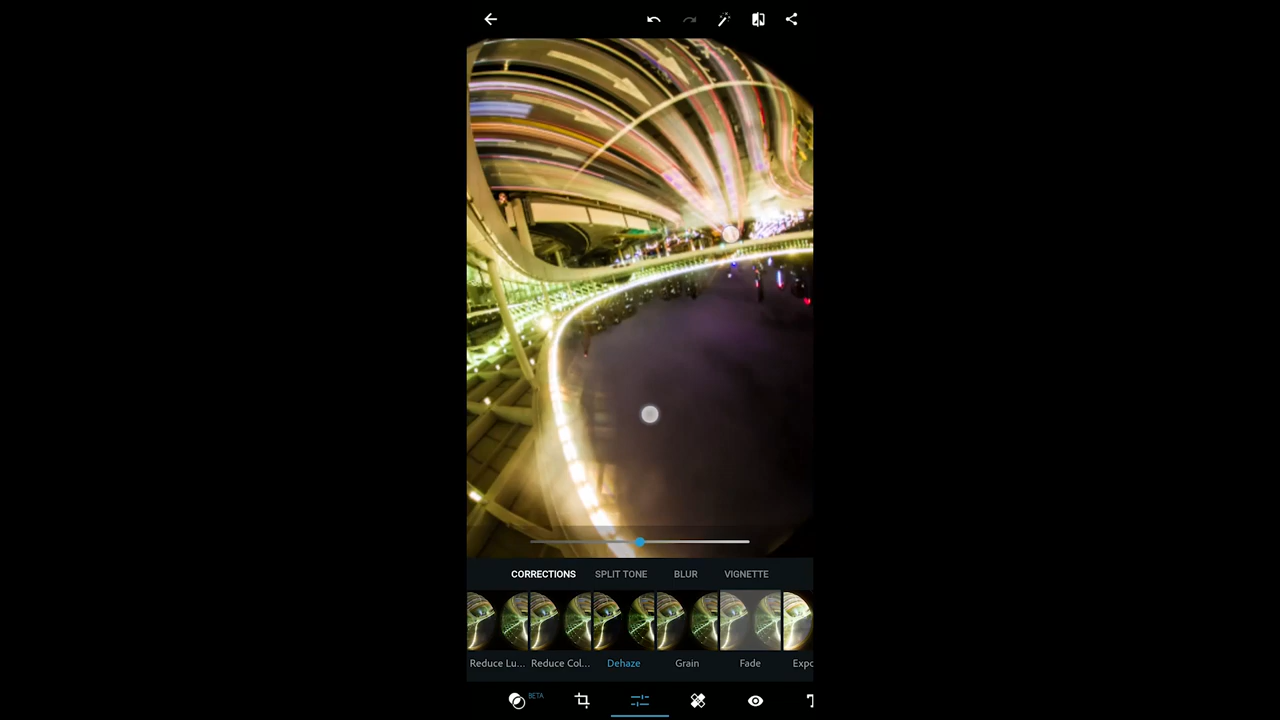 CORRECTIONS SPLIT TONE BLUR VIGNETTE
Reduce Lu... Reduce Col... Dehaze Grain Fade Expo
BETA